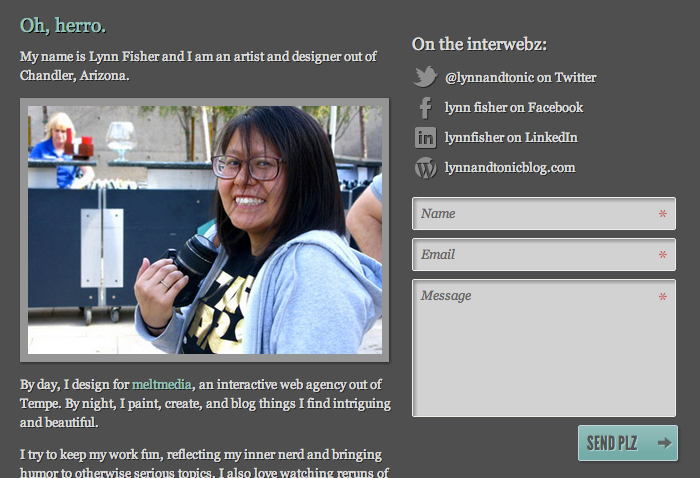 Oh, herro.
My name is Lynn Fisher and I am an artist and designer out of
Chandler, Arizona.
By day, I design for meltmedia, an interactive web agency out of
Tempe. By night, I paint, create, and blog things I find intriguing
and beautiful.
I try to keep my work fun, reflecting my inner nerd and bringing
humor to otherwise serious topics. I also love watching reruns of
On the interwebz:
@lynnandtonic on Twitter
lynn fisher on Facebook
lynnfisher on LinkedIn
lynnandtonicblog.com
Name *
Email *
Message *
SEND PLZ